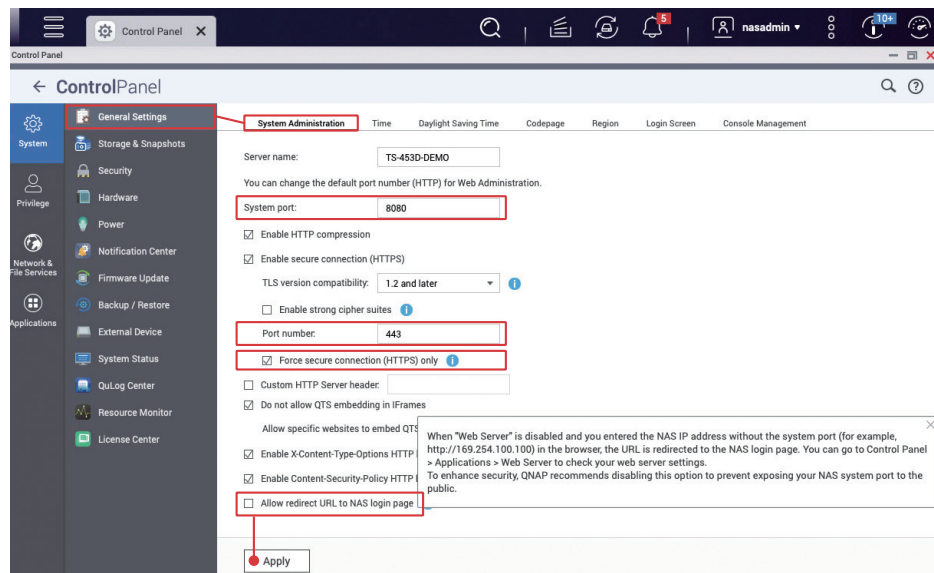 Control Panel
5
nasadmin
10+
Control Panel
ControlPanel
System
Privilege
Network &
File Services
Applications
General Settings
Storage & Snapshots
Security
Hardware
Power
Notification Center
Firmware Update
Backup / Restore
External Device
System Status
QuLog Center
Resource Monitor
License Center
System Administration Time Daylight Saving Time Codepage Region Login Screen Console Management
Server name: TS-453D-DEMO
You can change the default port number (HTTP) for Web Administration.
System port: 8080
Enable HTTP compression
Enable secure connection (HTTPS)
TLS version compatibility: 1.2 and later
Enable strong cipher suites
Port number: 443
Force secure connection (HTTPS) only
Custom HTTP Server header:
Do not allow QTS embedding in IFrames
Allow specific websites to embed QTS
Enable X-Content-Type-Options HTTP
Enable Content-Security-Policy HTTP
Allow redirect URL to NAS login page
When "Web Server" is disabled and you entered the NAS IP address without the system port (for example,
http://169.254.100.100) in the browser, the URL is redirected to the NAS login page. You can go to Control Panel
> Applications > Web Server to check your web server settings.
To enhance security, QNAP recommends disabling this option to prevent exposing your NAS system port to the
public.
Apply